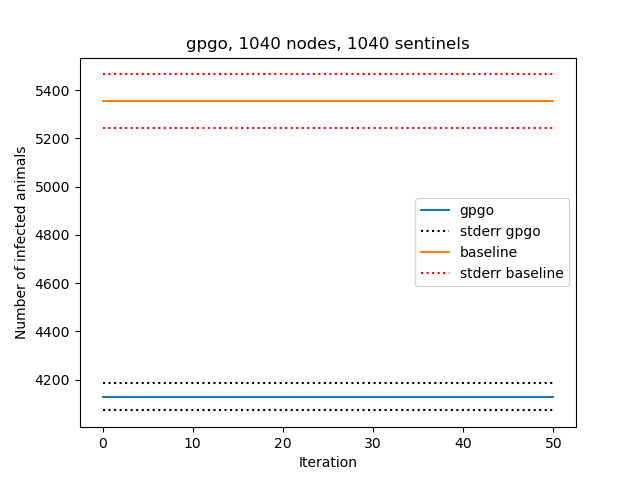 gpgo, 1040 nodes, 1040 sentinels
Number of infected animals
5400
5200
5000
4800
4600
4400
4200
gpgo
stderr gpgo
baseline
stderr baseline
0 10 20 30 40 50
Iteration